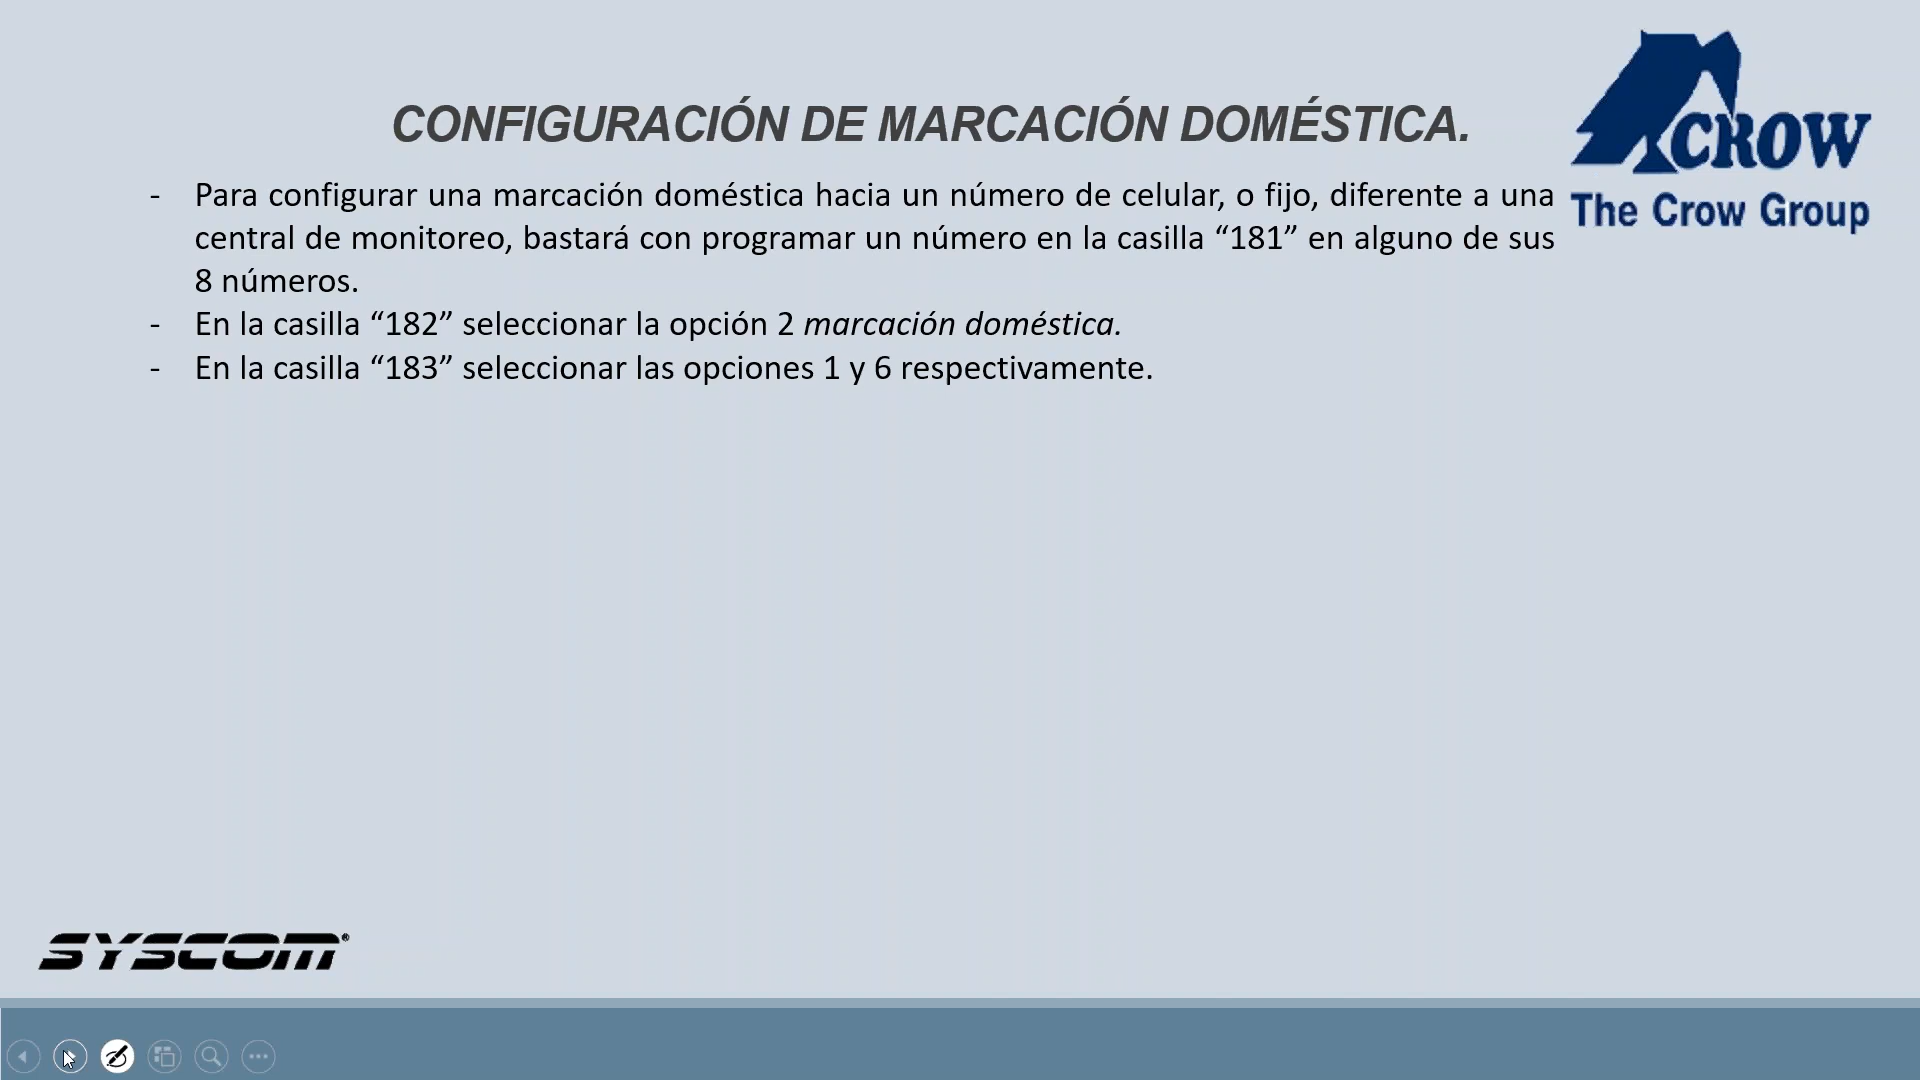 CROW
The Crow Group
CONFIGURACIÓN DE MARCACIÓN DOMÉSTICA.
- Para configurar una marcación doméstica hacia un número de celular, o fijo, diferente a una
central de monitoreo, bastará con programar un número en la casilla “181” en alguno de sus
8 números.
- En la casilla “182” seleccionar la opción 2 marcación doméstica.
- En la casilla “183” seleccionar las opciones 1 y 6 respectivamente.
SYSCOM®